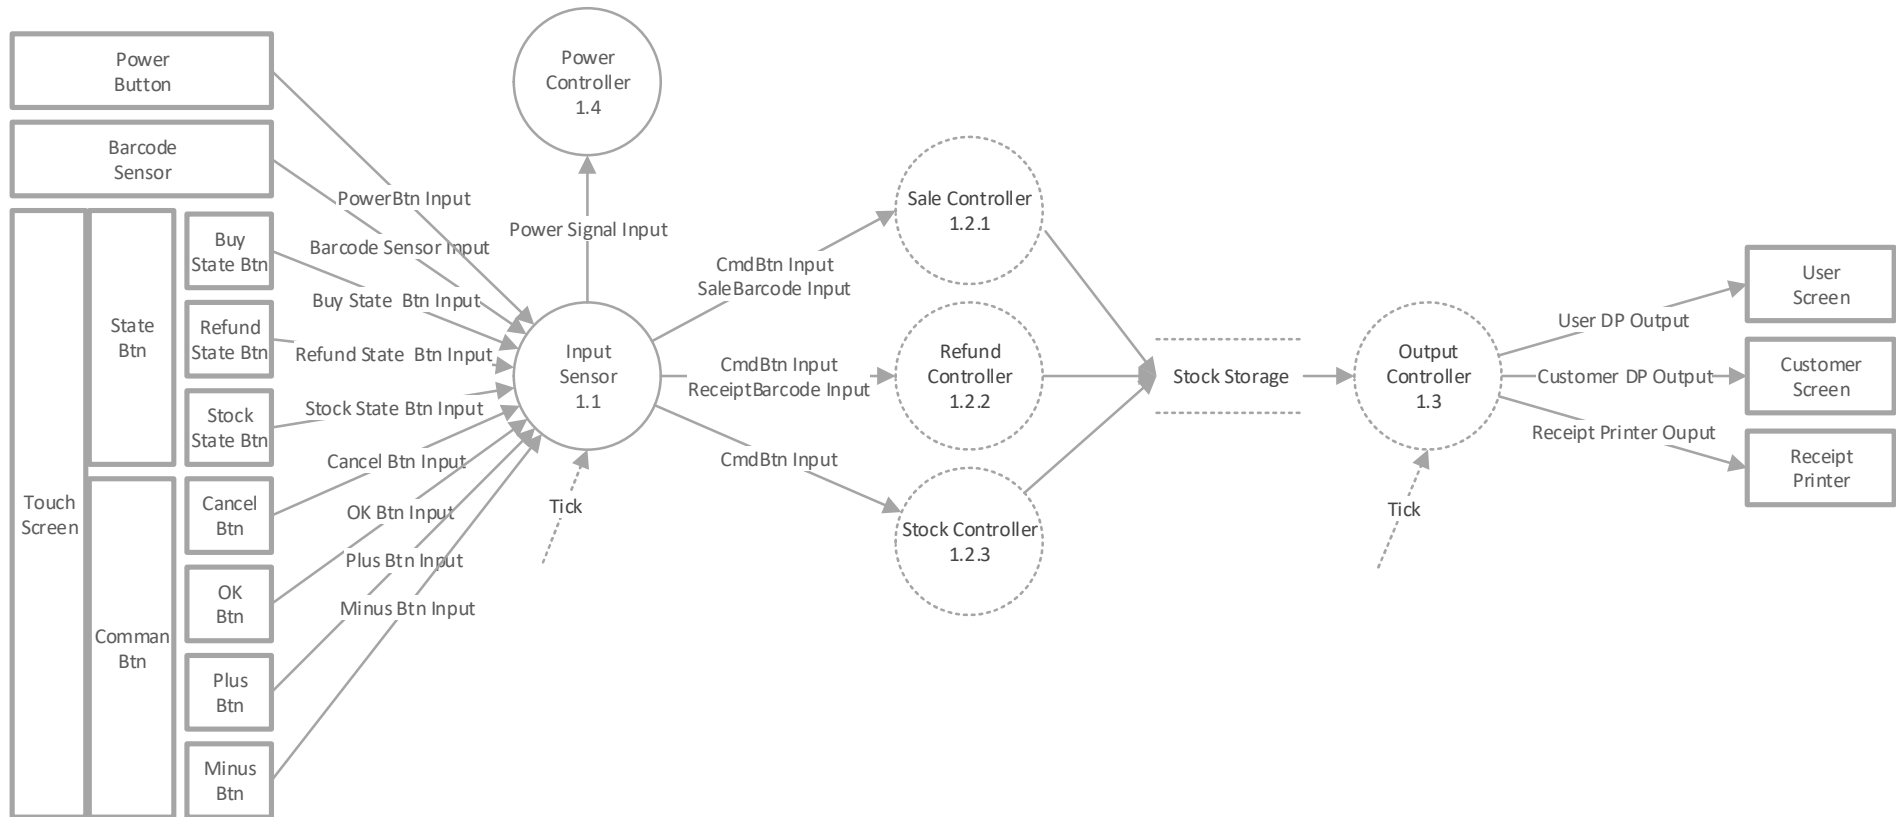 Power
Button
Barcode
Sensor
Touch
Screen
State
Btn
Comman
Btn
Buy
State Btn
Refund
State Btn
Stock
State Btn
Cancel
Btn
OK
Btn
Plus
Btn
Minus
Btn
PowerBtn Input
Barcode Sensor Input
Buy State Btn Input
Refund State Btn Input
Stock State Btn Input
Cancel Btn Input
OK Btn Input
Plus Btn Input
Minus Btn Input
Power
Controller
1.4
Power Signal Input
Input
Sensor
1.1
Tick
CmdBtn Input
SaleBarcode Input
CmdBtn Input
ReceiptBarcode Input
CmdBtn Input
Sale Controller
1.2.1
Refund
Controller
1.2.2
Stock Controller
1.2.3
Stock Storage
Output
Controller
1.3
Tick
User DP Output
Customer DP Output
Receipt Printer Ouput
User
Screen
Customer
Screen
Receipt
Printer